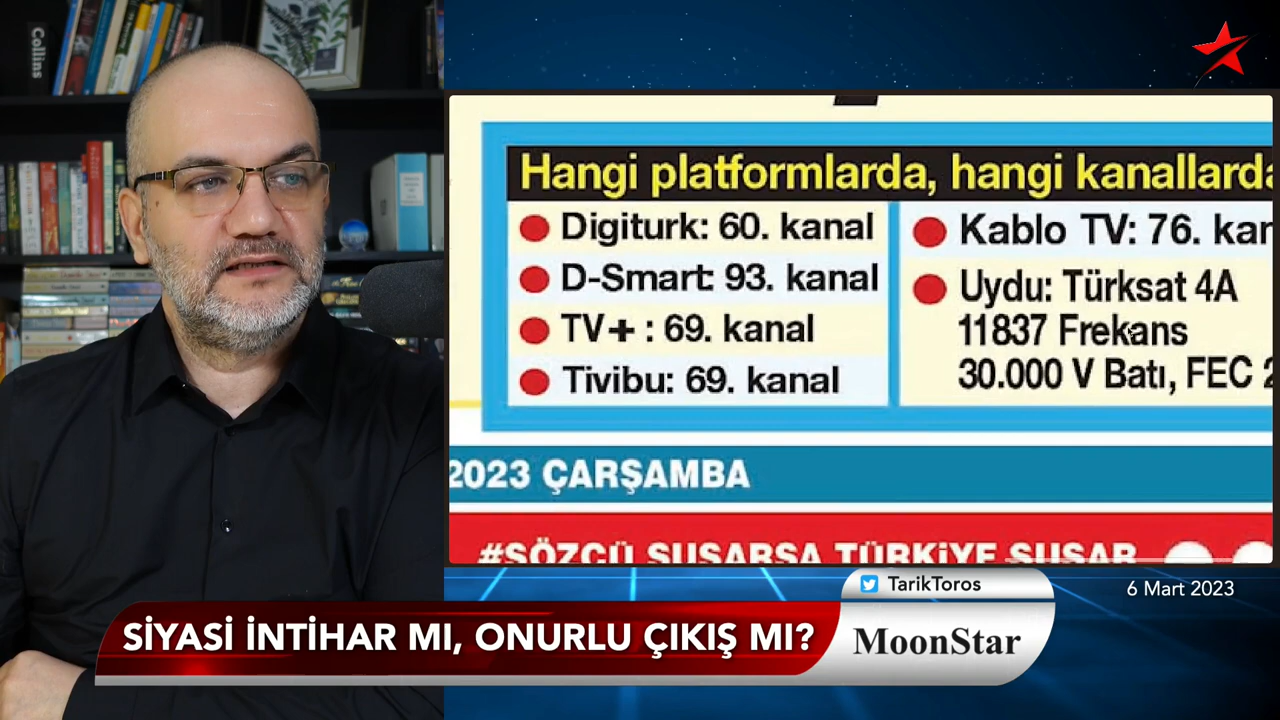 Collins
Hangi platformlarda, hangi kanallarda
Digiturk: 60. kanal
D-Smart: 93. kanal
TV+ : 69. kanal
Tivibu: 69. kanal
Kablo TV: 76.
Uydu: Türksat 4A
11837 Frekans
30.000 V Batı, FEC
2023 ÇARŞAMBA
#SÖZCÜ SUSARSA TÜRKİYE SUSAR
TarikToros
6 Mart 2023
SİYASİ İNTİHAR MI, ONURLU ÇIKIŞ MI?
MoonStar